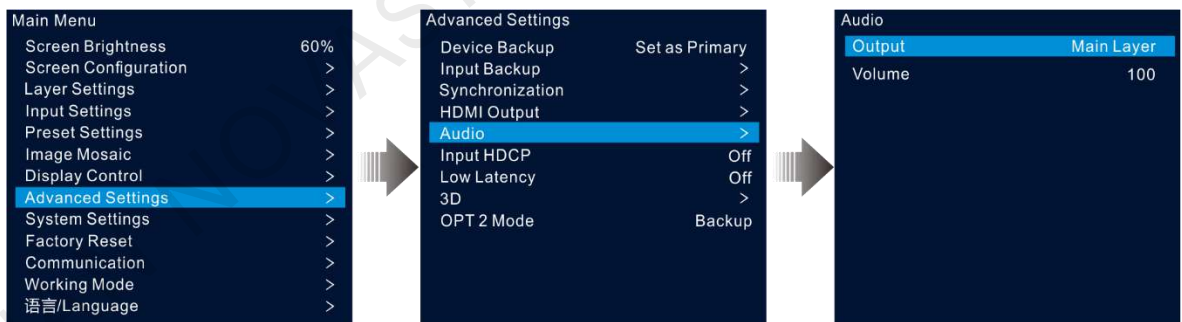 Main Menu
Screen Brightness 60%
Screen Configuration >
Layer Settings >
Input Settings >
Preset Settings >
Image Mosaic >
Display Control >
Advanced Settings >
System Settings >
Factory Reset >
Communication >
Working Mode >
语言/Language >
Advanced Settings
Device Backup Set as Primary
Input Backup >
Synchronization >
HDMI Output >
Audio >
Input HDCP Off
Low Latency Off
3D >
OPT 2 Mode Backup
Audio
Output Main Layer
Volume 100